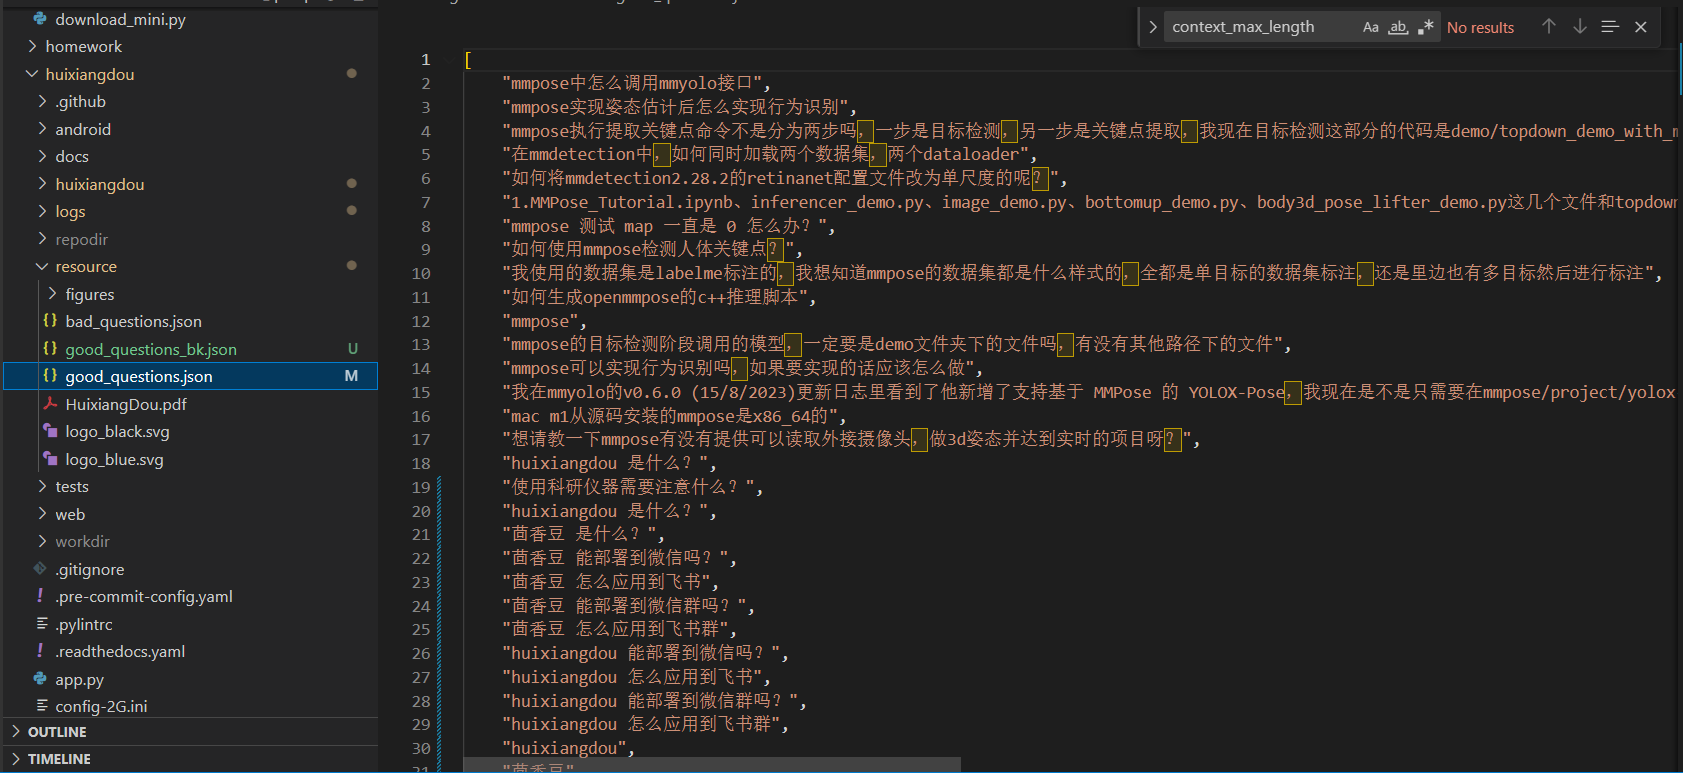 download_mini.py
homework
huixiangdou
.github
android
docs
huixiangdou
logs
repodir
resource
figures
bad_questions.json
good_questions_bk.json U
good_questions.json M
HuixiangDou.pdf
logo_black.svg
logo_blue.svg
tests
web
workdir
.gitignore
.pre-commit-config.yaml
.pylintrc
.readthedocs.yaml
app.py
config-2G.ini
OUTLINE
TIMELINE
context_max_length Aa ab .* No results
1 [
2 "mmpose中怎么调用mmyolo接口",
3 "mmpose实现姿态估计后怎么实现行为识别",
4 "mmpose执行提取关键点命令不是分为两步吗，一步是目标检测，另一步是关键点提取，我现在目标检测这部分的代码是demo/topdown_demo_with_m
5 "在mmdetection中，如何同时加载两个数据集，两个dataloader",
6 "如何将mmdetection2.28.2的retinanet配置文件改为单尺度的呢？",
7 "1.MMPose_Tutorial.ipynb、inferencer_demo.py、image_demo.py、bottomup_demo.py、body3d_pose_lifter_demo.py这几个文件和topdown
8 "mmpose 测试 map 一直是 0 怎么办？",
9 "如何使用mmpose检测人体关键点？",
10 "我使用的数据集是labelme标注的，我想知道mmpose的数据集都是什么样式的，全都是单目标的数据集标注，还是里边也有多目标然后进行标注",
11 "如何生成openmmpose的c++推理脚本",
12 "mmpose",
13 "mmpose的目标检测阶段调用的模型，一定要是demo文件夹下的文件吗，有没有其他路径下的文件",
14 "mmpose可以实现行为识别吗，如果要实现的话应该怎么做",
15 "我在mmyolo的v0.6.0 (15/8/2023)更新日志里看到了他新增了支持基于 MMPose 的 YOLOX-Pose，我现在是不是只需要在mmpose/project/yolox
16 "mac m1从源码安装的mmpose是x86_64的",
17 "想请教一下mmpose有没有提供可以读取外接摄像头，做3d姿态并达到实时的项目呀？",
18 "huixiangdou 是什么？",
19 "使用科研仪器需要注意什么？",
20 "huixiangdou 是什么？",
21 "茴香豆 是什么？",
22 "茴香豆 能部署到微信吗？",
23 "茴香豆 怎么应用到飞书",
24 "茴香豆 能部署到微信群吗？",
25 "茴香豆 怎么应用到飞书群",
26 "huixiangdou 能部署到微信吗？",
27 "huixiangdou 怎么应用到飞书",
28 "huixiangdou 能部署到微信群吗？",
29 "huixiangdou 怎么应用到飞书群",
30 "huixiangdou",
31 "茴香豆"